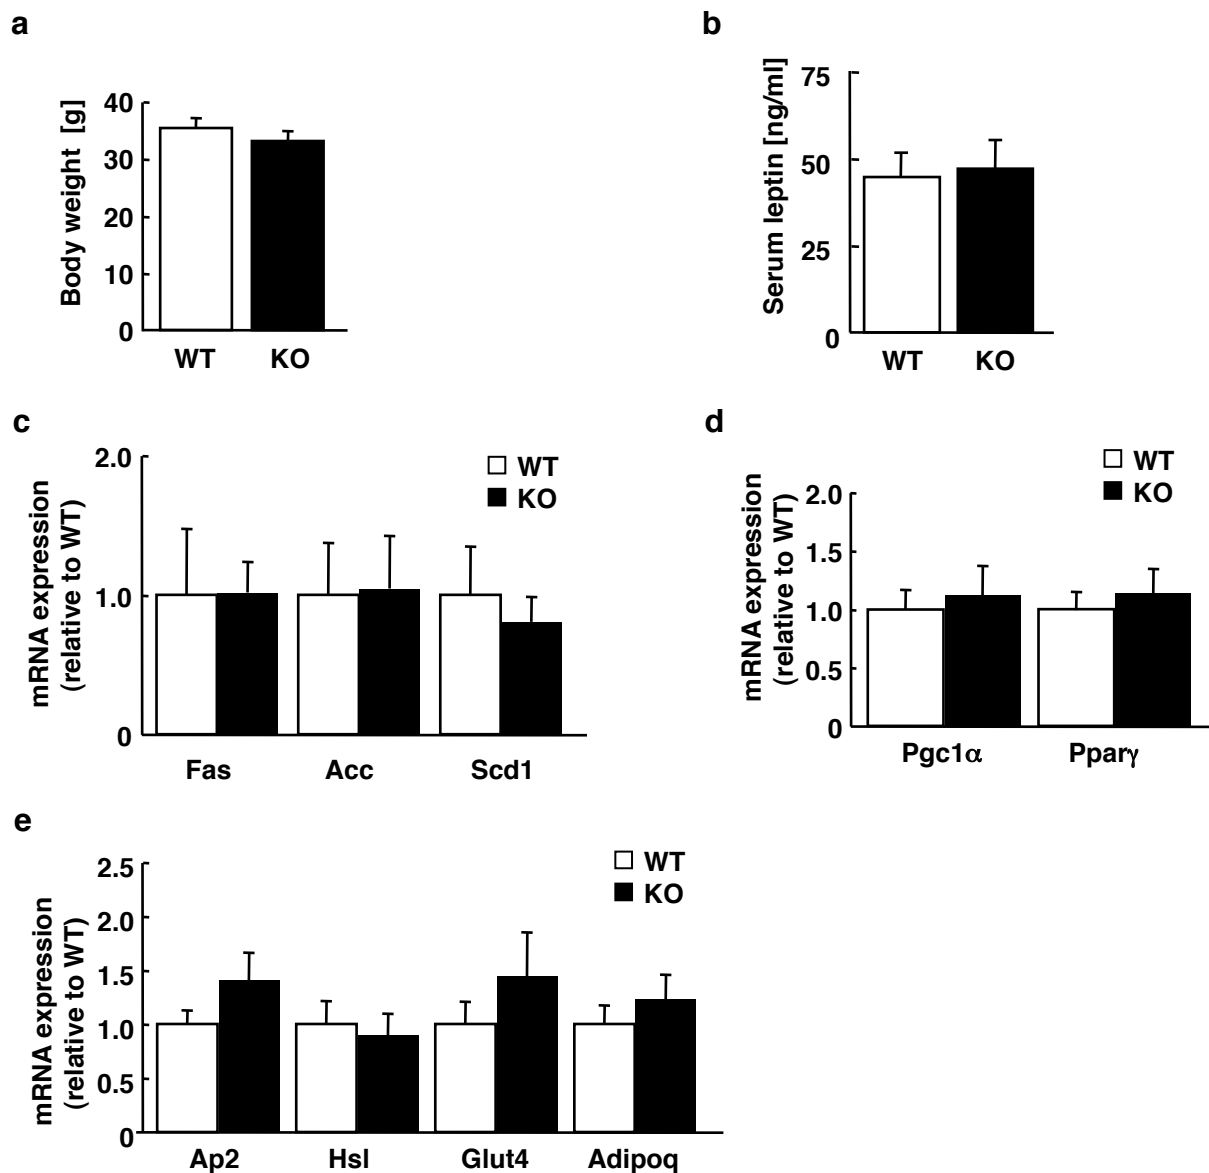 a
Body weight [g]
40
30
20
10
0
WT KO
b
Serum leptin [ng/ml]
75
50
25
0
WT KO
c
mRNA expression
(relative to WT)
2.0
1.0
0
WT
KO
Fas Acc Scd1
d
mRNA expression
(relative to WT)
2.0
1.5
1.0
0.5
0
WT
KO
Pgc1α Pparγ
e
mRNA expression
(relative to WT)
2.5
2.0
1.5
1.0
0.5
0
WT
KO
Ap2 Hsl Glut4 Adipoq